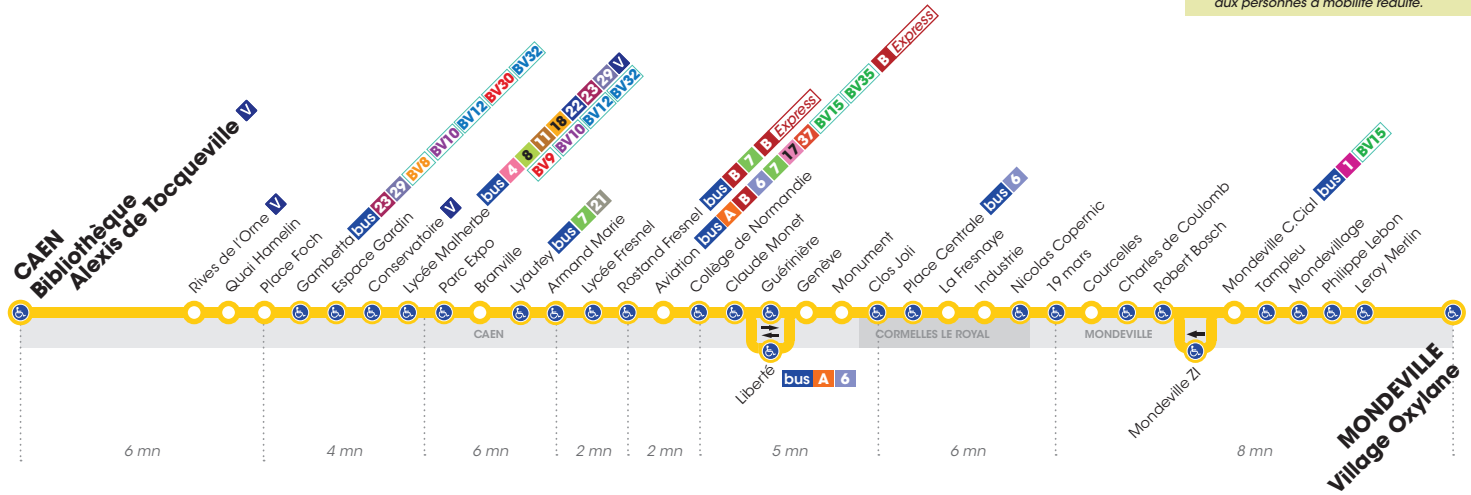 aux personnes à mobilité réduite.
CAEN
Bibliothèque
Alexis de Tocqueville V
Rives de l'Orne V
Quai Hamelin
Place Foch
Gambetta bus 23 29 BV8 BV10 BV12 BV30 BV32
Espace Gardin
Conservatoire V
Lycée Malherbe bus 4 8 11 18 22 23 29 V
BV9 BV10 BV12 BV32
Parc Expo
Branville
Lyautey bus 7 21
Armand Marie
Lycée Fresnel
Rostand Fresnel bus B 7 B Express
Aviation bus A B 6 7 17 37 BV15 BV35 B Express
Collège de Normandie
Claude Monet
Guérinière
Genève
Monument
Clos Joli
Place Centrale bus 6
La Fresnaye
Industrie
Nicolas Copernic
19 mars
Courcelles
Charles de Coulomb
Robert Bosch
Mondeville C.Cial bus 1 BV15
Tampleu
Mondevillage
Philippe Lebon
Leroy Merlin
CAEN
CORMELLES LE ROYAL
MONDEVILLE
Liberté bus A 6
Mondeville ZI
MONDEVILLE
Village Oxylane
6 mn
4 mn
6 mn
2 mn
2 mn
5 mn
6 mn
8 mn